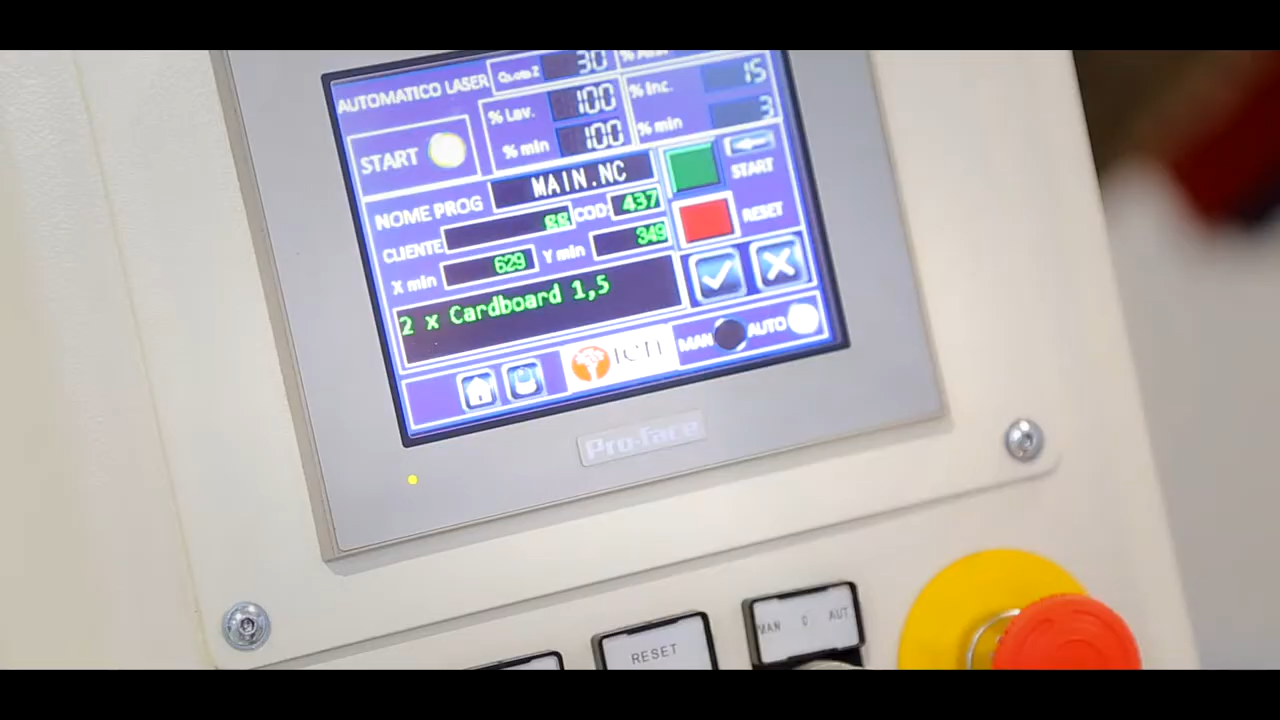 AUTOMATICO LASER
Quota Z 30
% Lav. 100
% min 100
% Inc. 15
% min 3
START
START
NOME PROG MAIN.NC
CLIENTE gg COD: 437
RESET
X min 629 Y min 349
2 x Cardboard 1,5
MAN AUTO
Pro-face
RESET
MAN 0 AUT